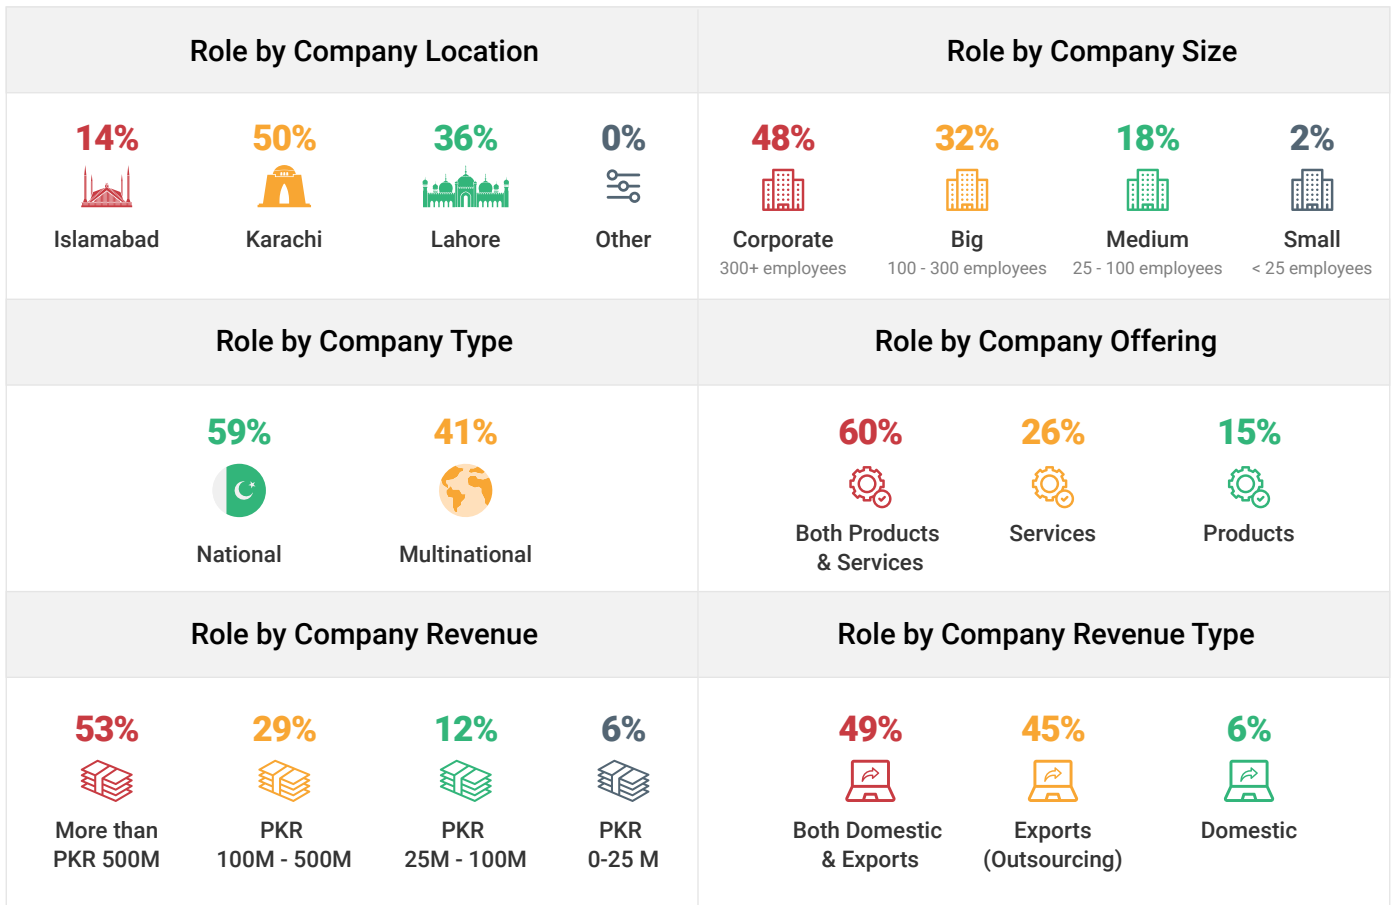 Role by Company Location
14%
50%
36%
0%
Islamabad
Karachi
Lahore
Other
Role by Company Size
48%
32%
18%
2%
Corporate
Big
Medium
Small
300+ employees
100 - 300 employees
25 - 100 employees
< 25 employees
Role by Company Type
59%
41%
National
Multinational
Role by Company Offering
60%
26%
15%
Both Products
& Services
Services
Products
Role by Company Revenue
53%
29%
12%
6%
More than
PKR 500M
PKR
100M - 500M
PKR
25M - 100M
PKR
0-25 M
Role by Company Revenue Type
49%
45%
6%
Both Domestic
& Exports
Exports
(Outsourcing)
Domestic